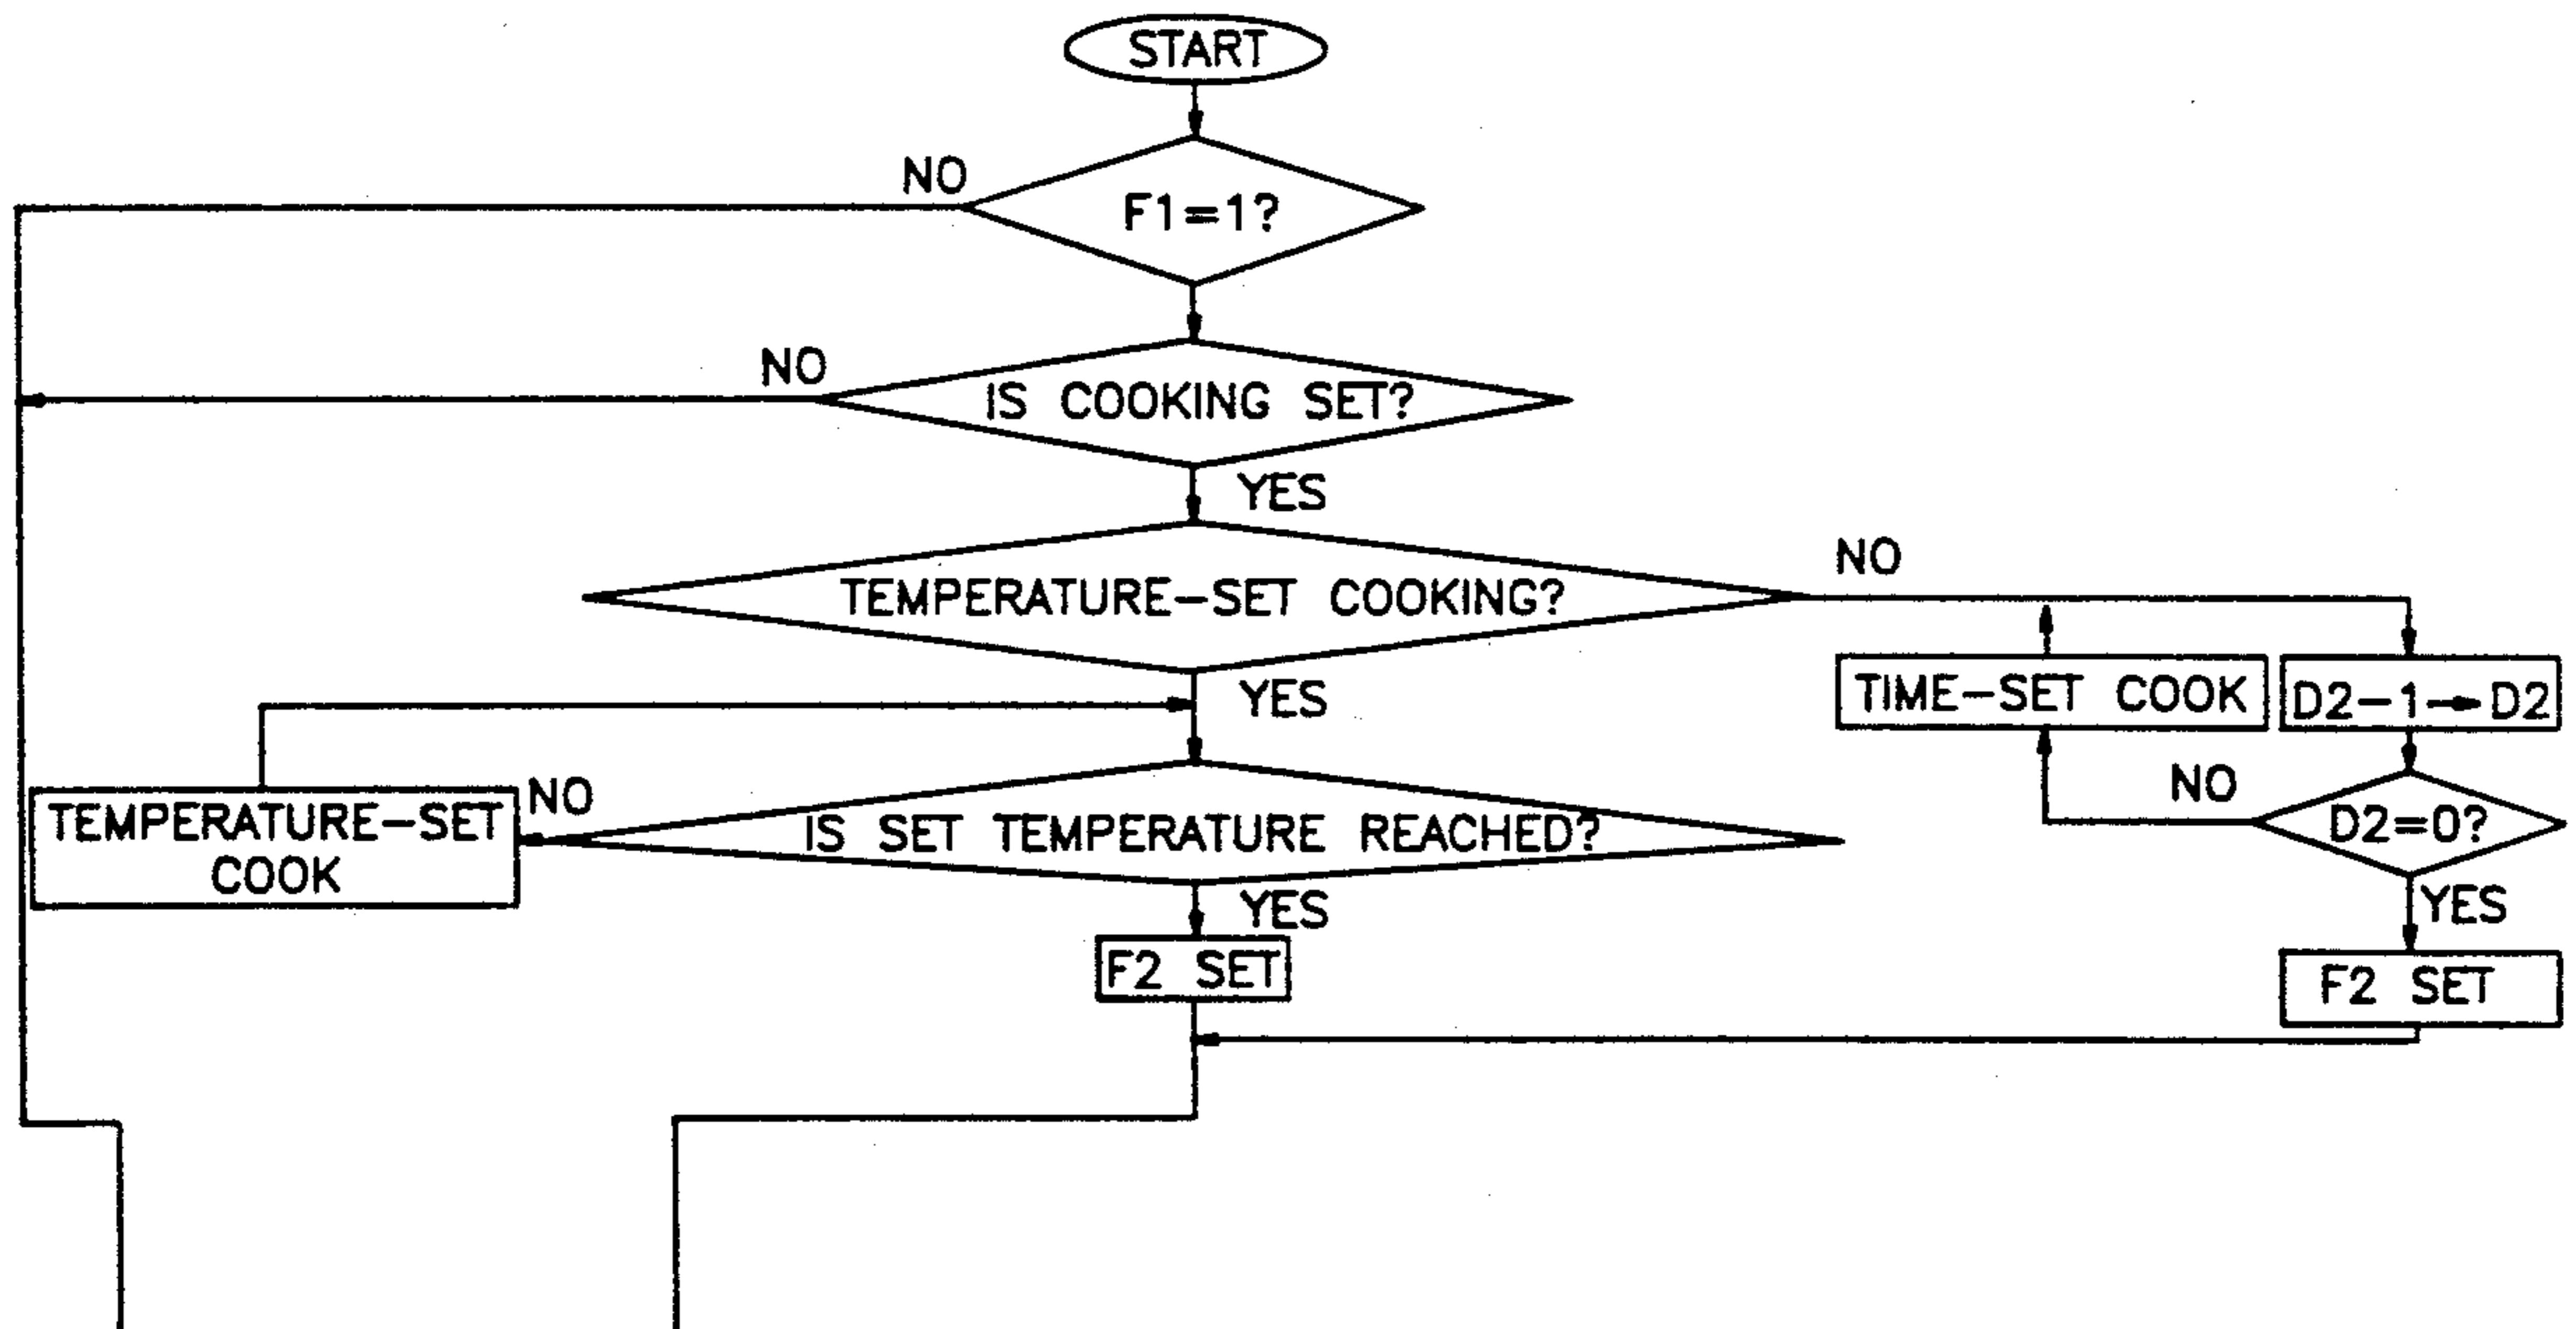 START
NO
F1=1?
NO
IS COOKING SET?
YES
NO
TEMPERATURE-SET COOKING?
YES
TIME-SET COOK
D2-1→D2
NO
NO
TEMPERATURE-SET
COOK
IS SET TEMPERATURE REACHED?
D2=0?
YES
YES
F2 SET
F2 SET